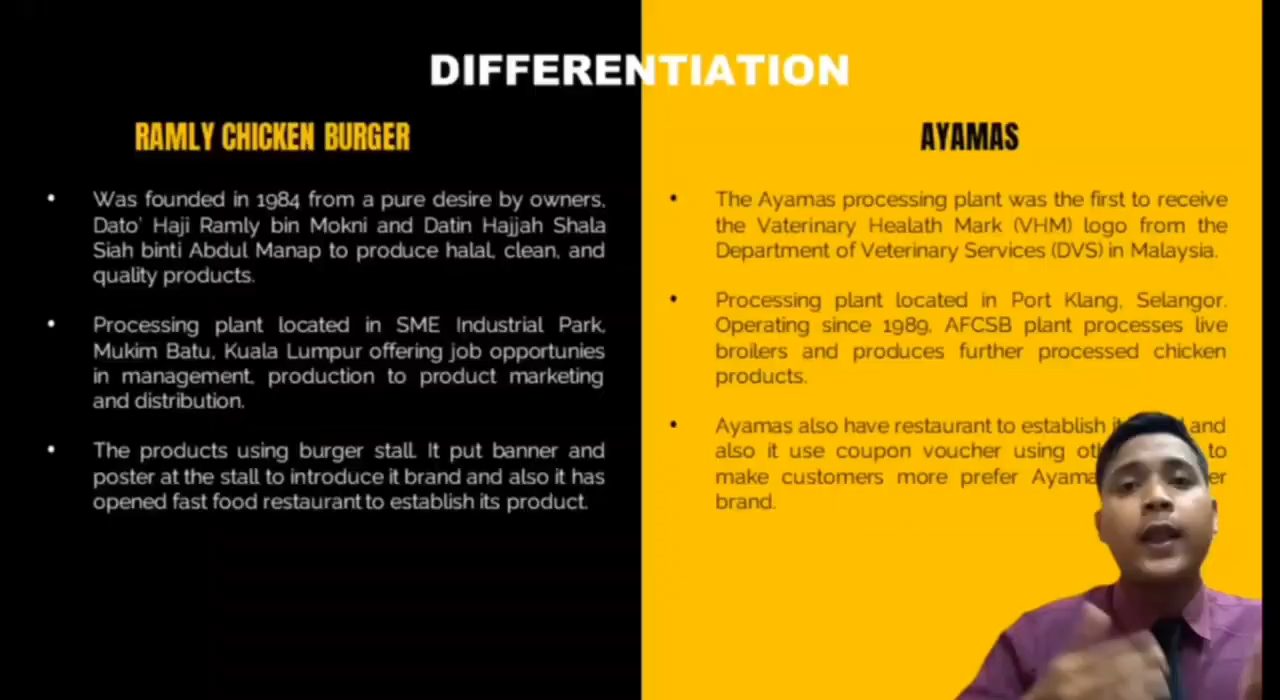 DIFFERENTIATION
RAMLY CHICKEN BURGER
• Was founded in 1984 from a pure desire by owners,
Dato' Haji Ramly bin Mokni and Datin Hajjah Shala
Siah binti Abdul Manap to produce halal, clean, and
quality products.
• Processing plant located in SME Industrial Park,
Mukim Batu, Kuala Lumpur offering job opportunies
in management, production to product marketing
and distribution.
• The products using burger stall. It put banner and
poster at the stall to introduce it brand and also it has
opened fast food restaurant to establish its product.
AYAMAS
• The Ayamas processing plant was the first to receive
the Vaterinary Healath Mark (VHM) logo from the
Department of Veterinary Services (DVS) in Malaysia.
• Processing plant located in Port Klang, Selangor.
Operating since 1989, AFCSB plant processes live
broilers and produces further processed chicken
products.
• Ayamas also have restaurant to establish and
also it use coupon voucher using to
make customers more prefer
brand.